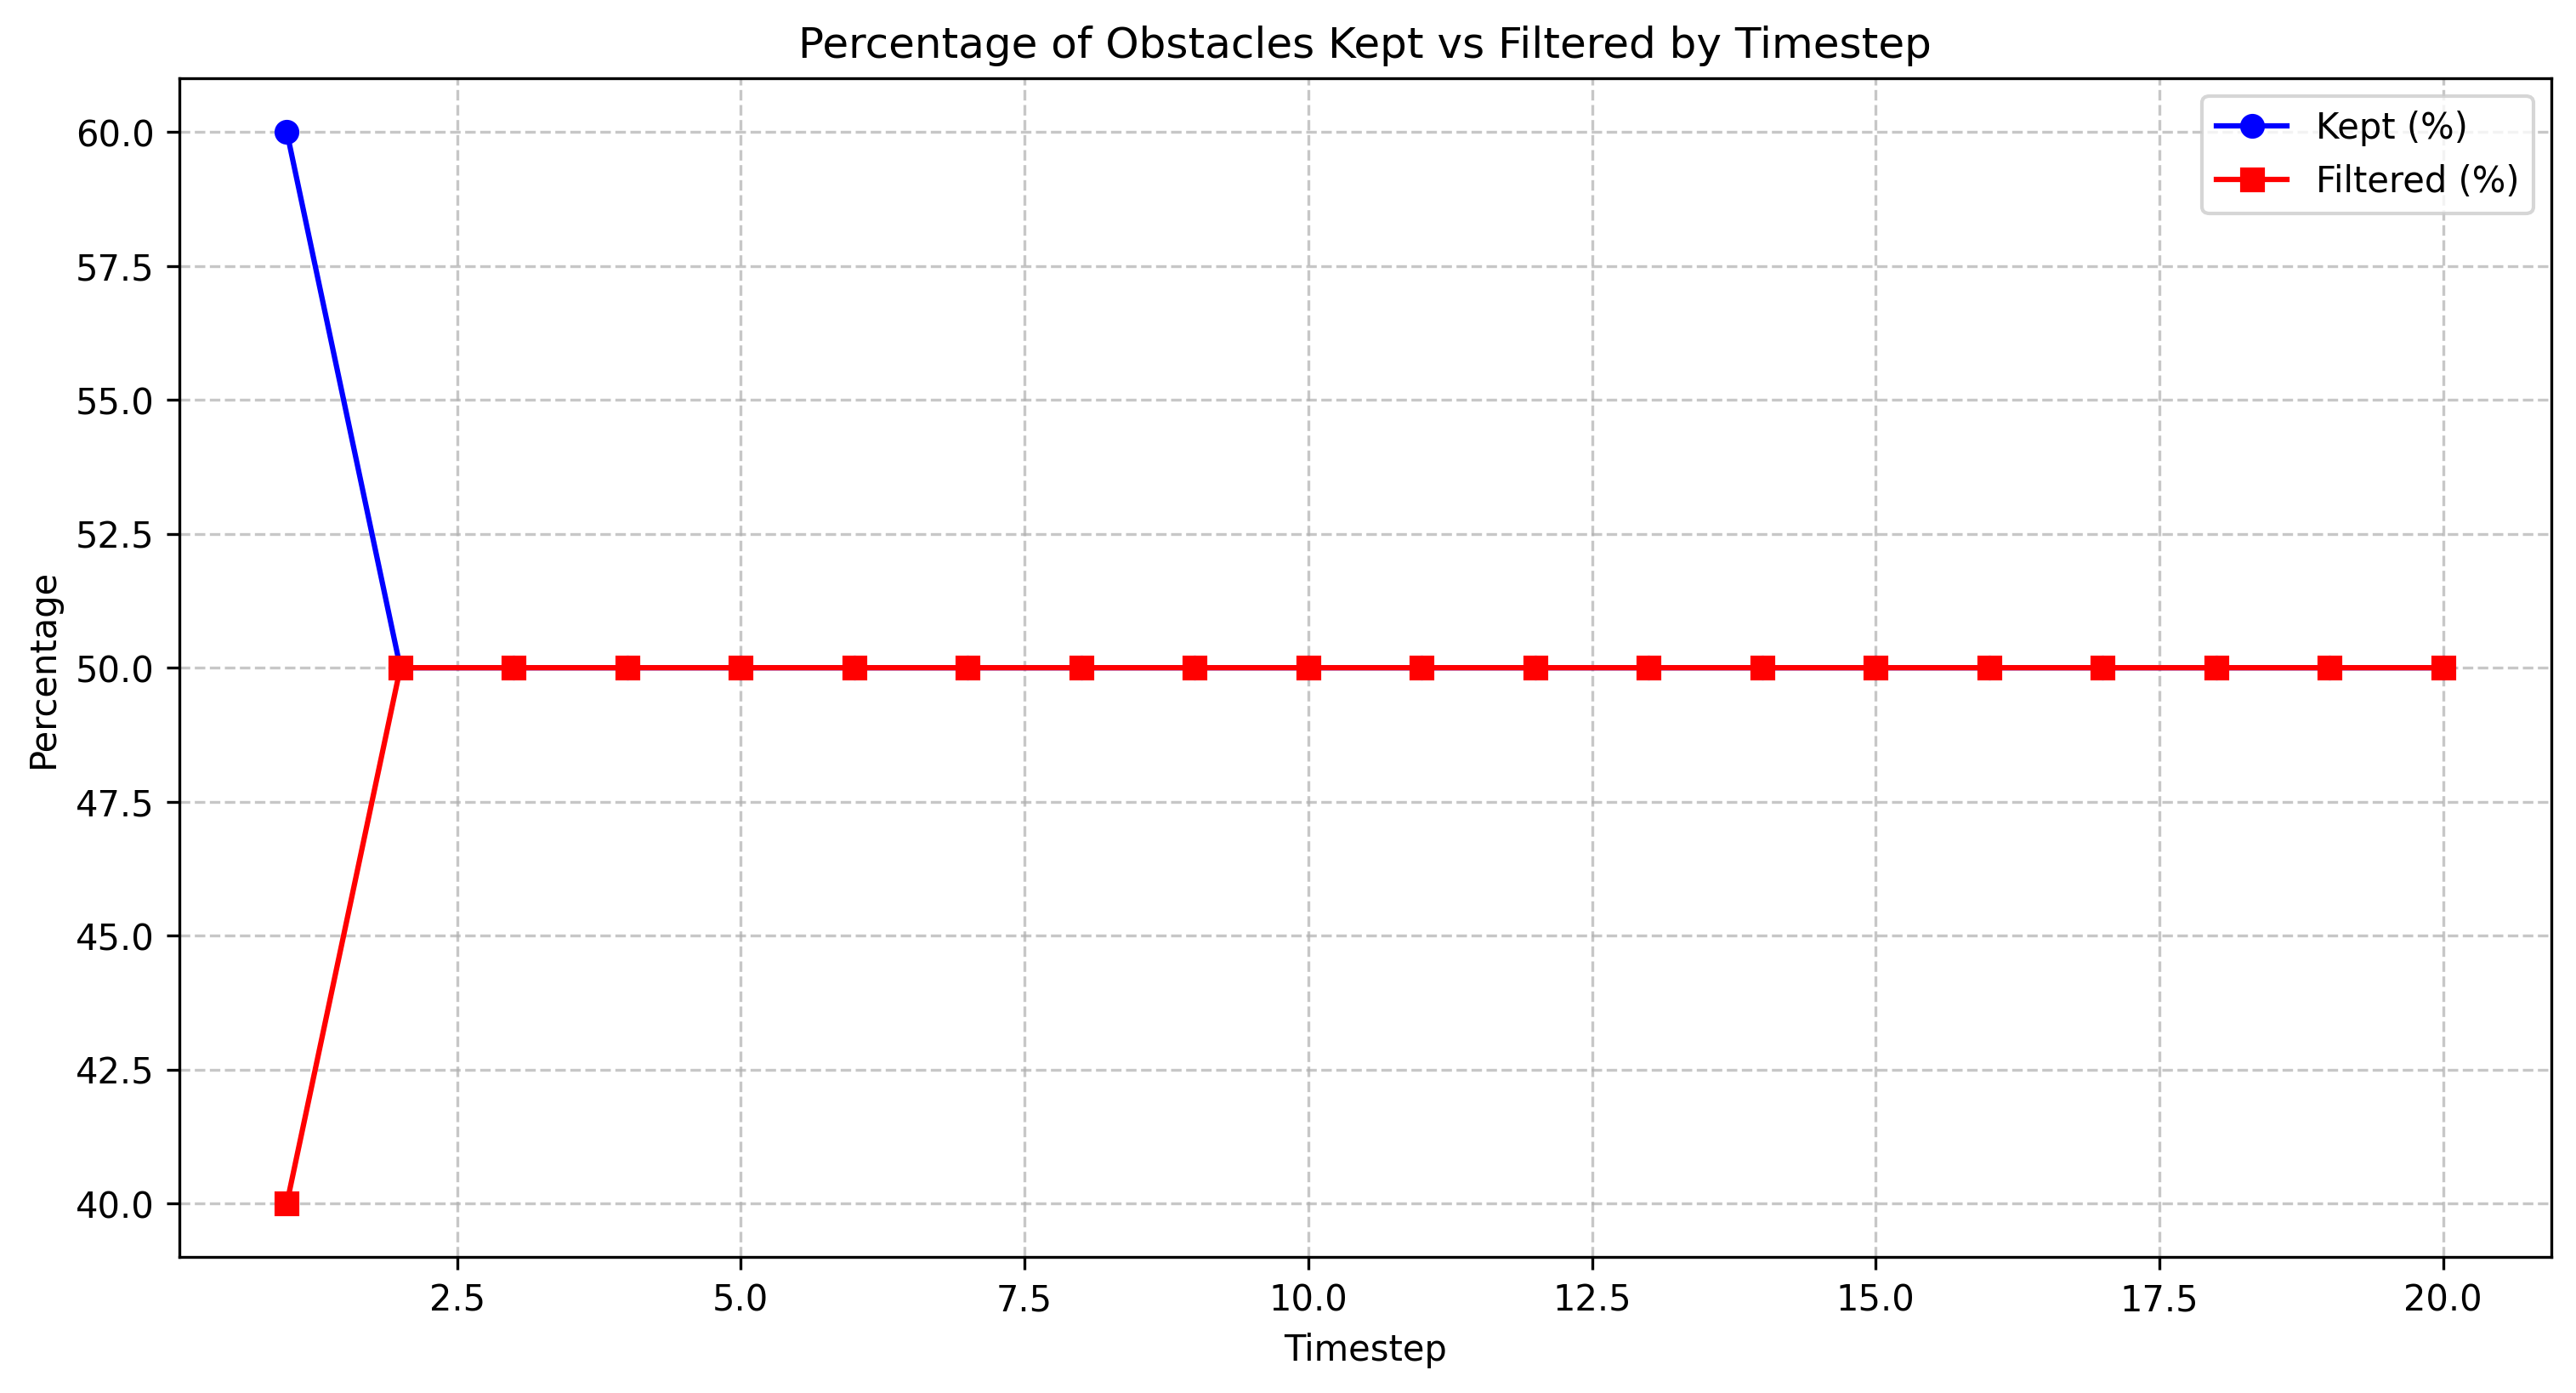 Percentage of Obstacles Kept vs Filtered by Timestep
Kept (%)
Filtered (%)
Percentage
60.0
57.5
55.0
52.5
50.0
47.5
45.0
42.5
40.0
2.5 5.0 7.5 10.0 12.5 15.0 17.5 20.0
Timestep